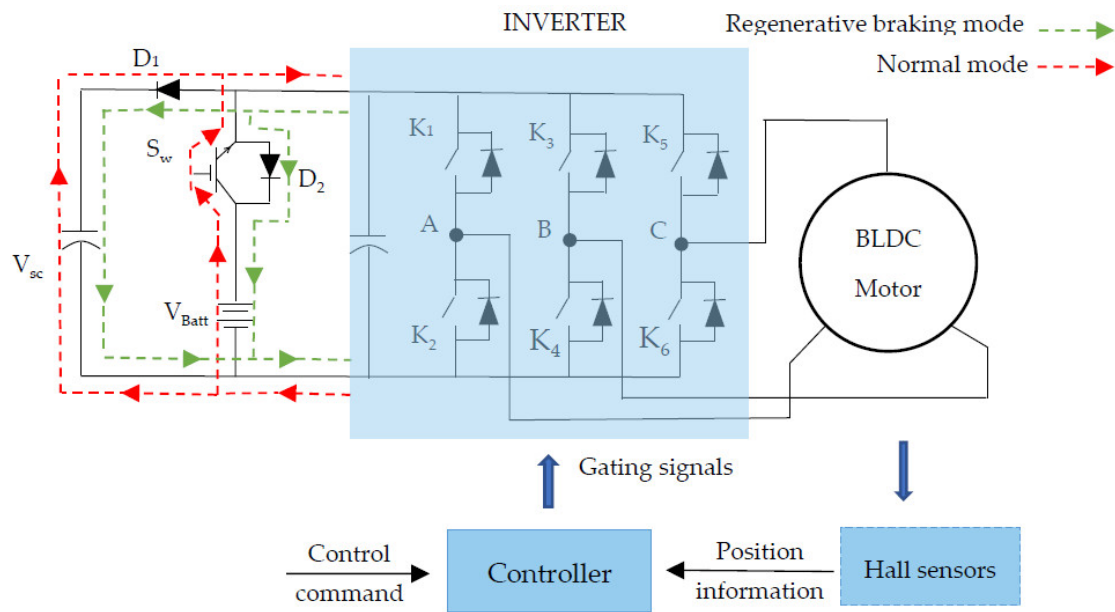 INVERTER
Regenerative braking mode
Normal mode
D1
K1
K3
K5
Sw
D2
A
B
C
BLDC
Motor
Vsc
VBatt
K2
K4
K6
Gating signals
Control
command
Controller
Position
information
Hall sensors